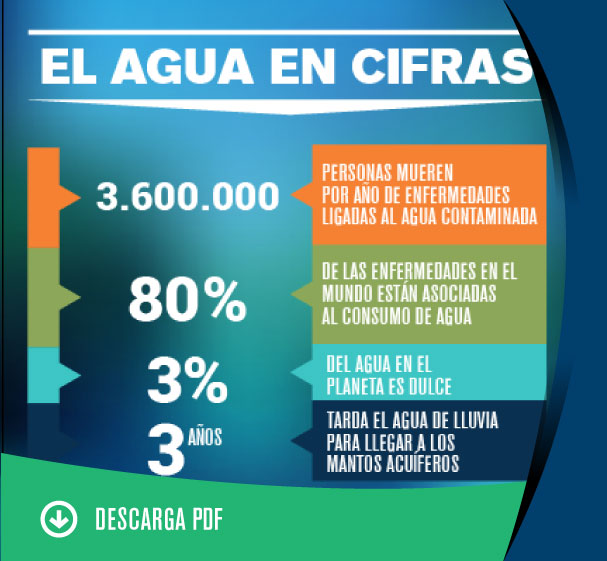 EL AGUA EN CIFRAS
3.600.000
PERSONAS MUEREN
POR AÑO DE ENFERMEDADES
LIGADAS AL AGUA CONTAMINADA
80%
DE LAS ENFERMEDADES EN EL
MUNDO ESTÁN ASOCIADAS
AL CONSUMO DE AGUA
3%
DEL AGUA EN EL
PLANETA ES DULCE
3 AÑOS
TARDA EL AGUA DE LLUVIA
PARA LLEGAR A LOS
MANTOS ACUÍFEROS
DESCARGA PDF